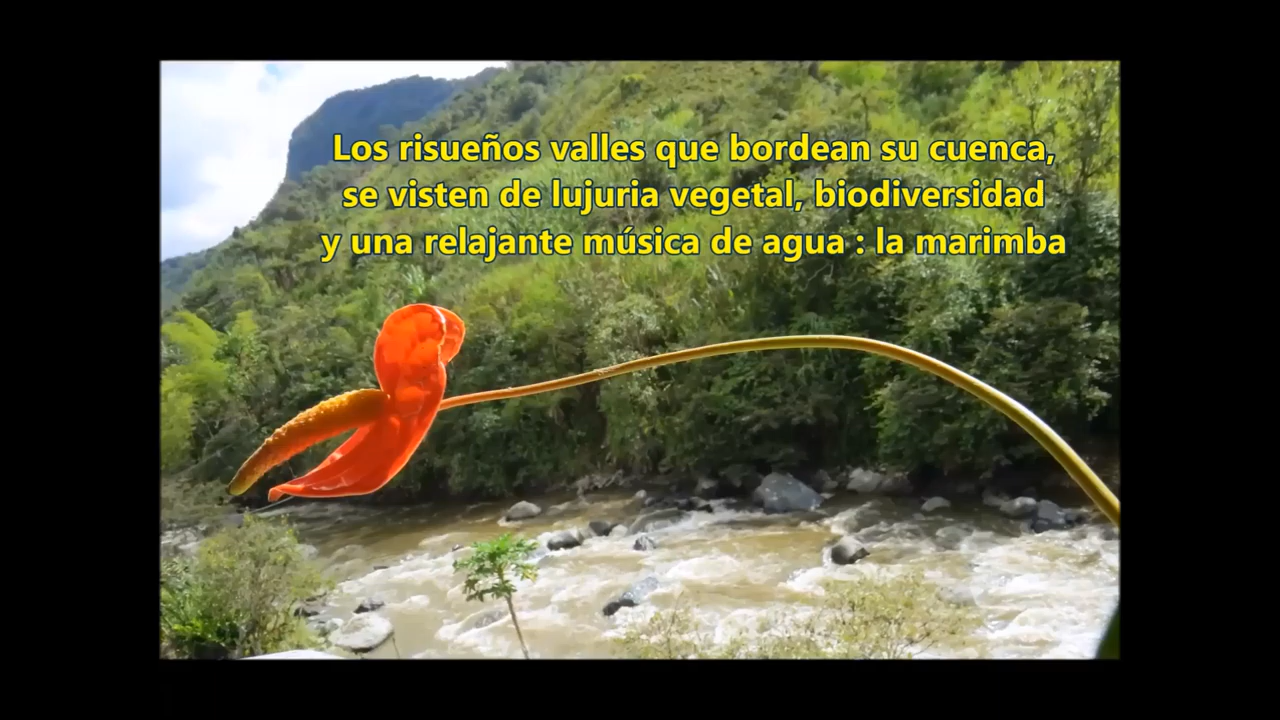 Los risueños valles que bordean su cuenca,
se visten de lujuria vegetal, biodiversidad
y una relajante música de agua : la marimba